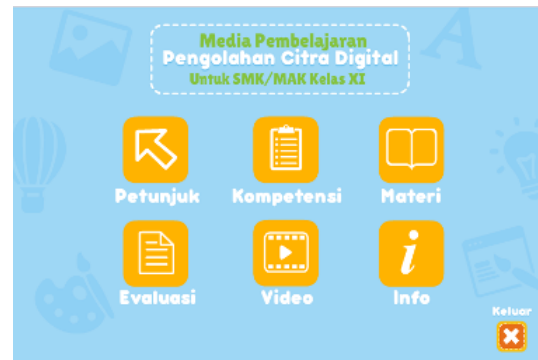 Media Pembelajaran
Pengolahan Citra Digital
Untuk SMK/MAK Kelas XI
Petunjuk
Kompetensi
Materi
Evaluasi
Video
Info
Keluar